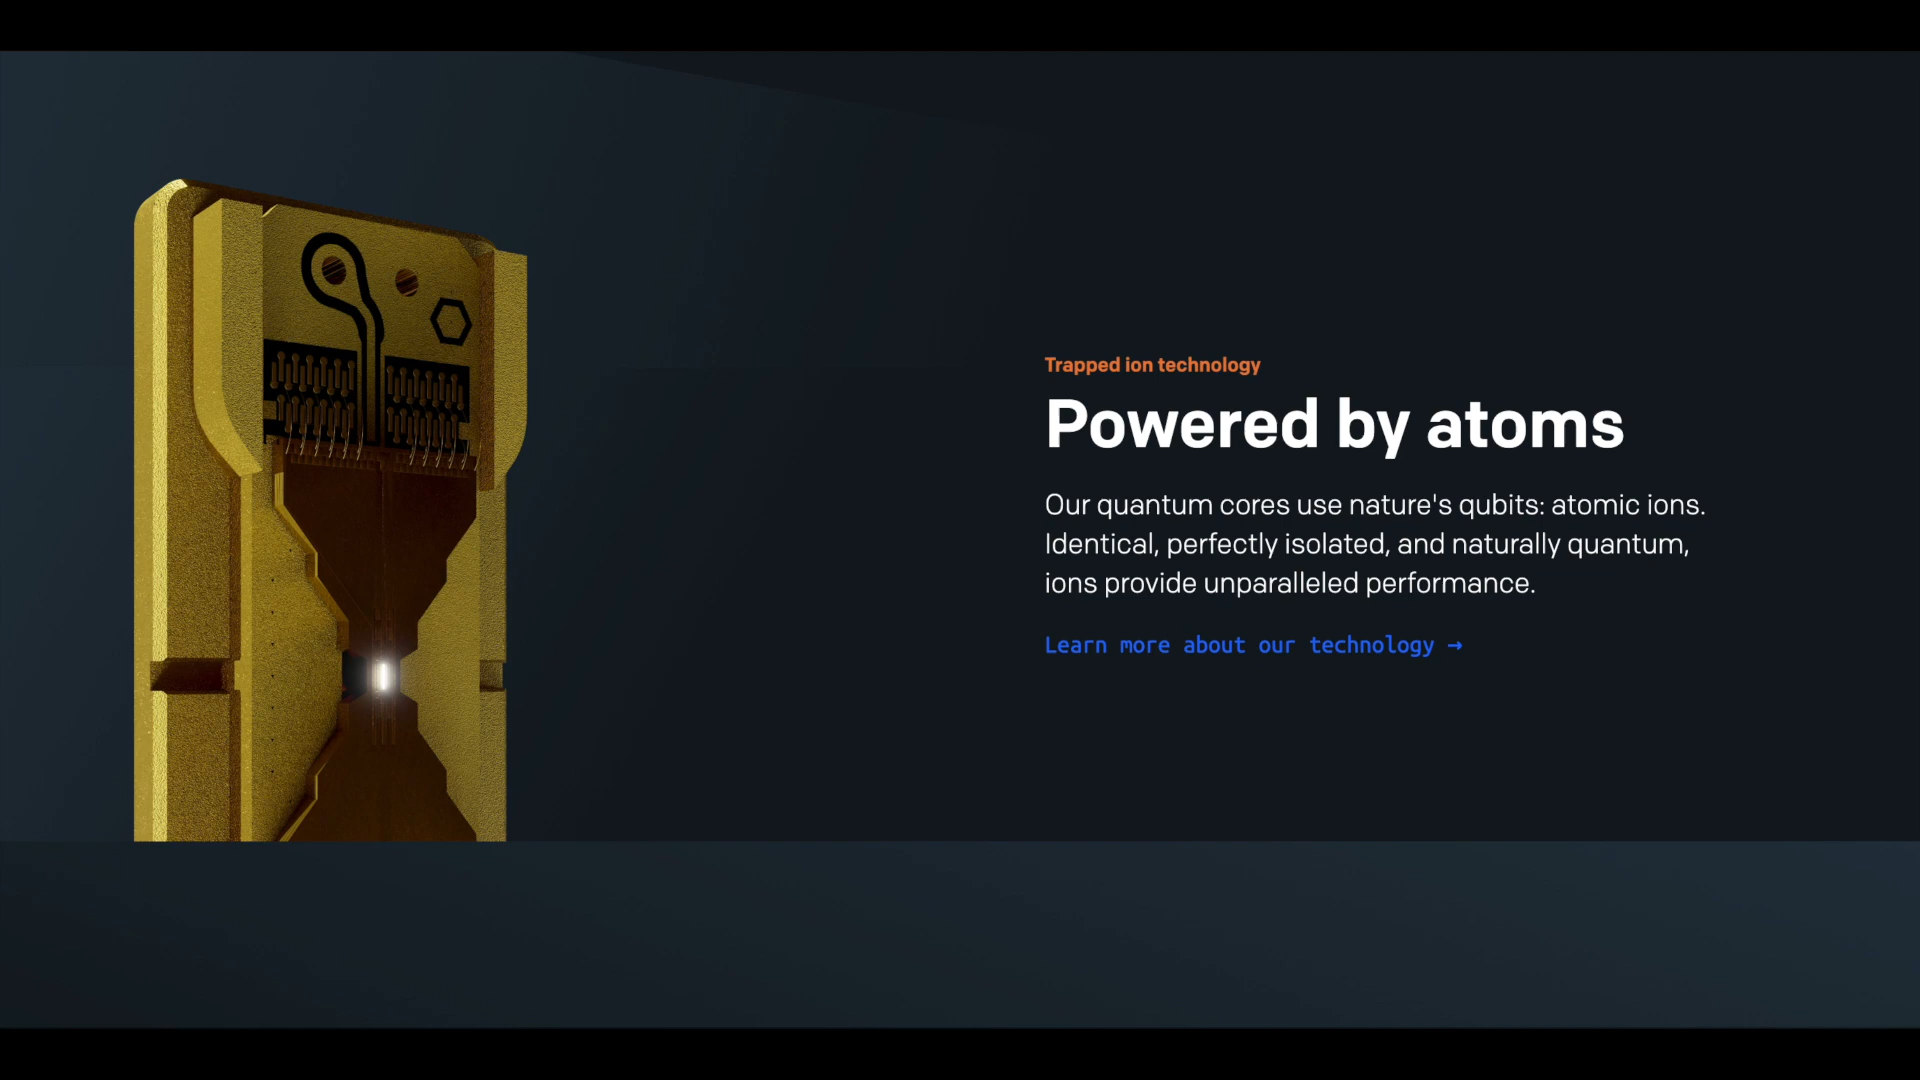 Trapped ion technology
Powered by atoms
Our quantum cores use nature's qubits: atomic ions.
Identical, perfectly isolated, and naturally quantum,
ions provide unparalleled performance.
Learn more about our technology →